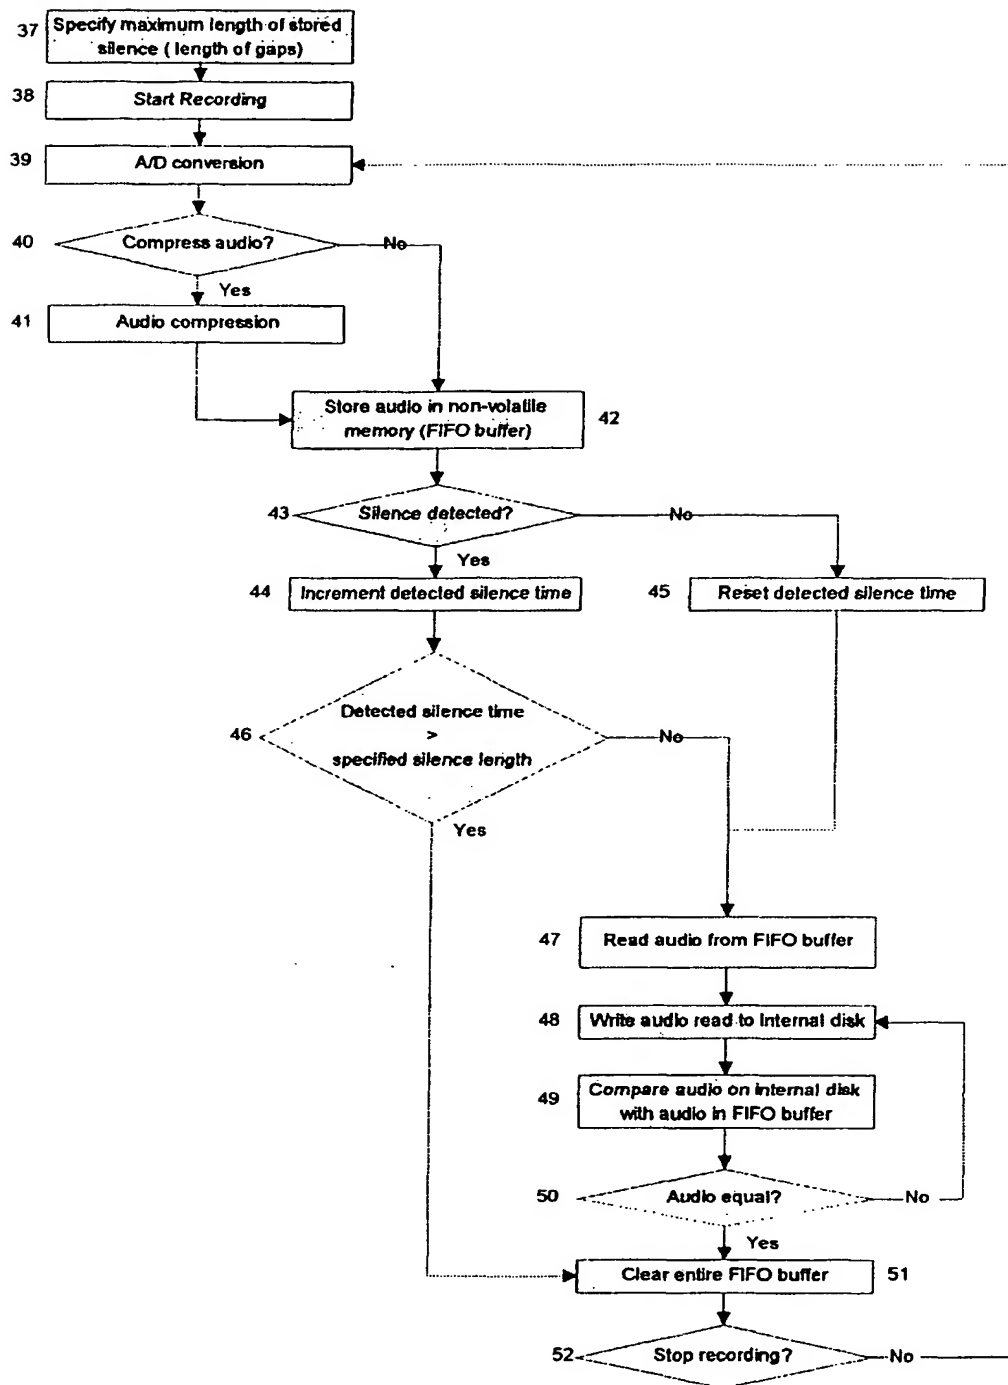 37
Specify maximum length of stored
silence ( length of gaps)
38
Start Recording
39
A/D conversion
40
Compress audio?
No
Yes
41
Audio compression
Store audio in non-volatile
memory (FIFO buffer)
42
43
Silence detected?
No
Yes
44
Increment detected silence time
45
Reset detected silence time
46
Detected silence time
>
specified silence length
No
Yes
47
Read audio from FIFO buffer
48
Write audio read to Internal disk
49
Compare audio on internal disk
with audio in FIFO buffer
50
Audio equal?
No
Yes
Clear entire FIFO buffer
51
52
Stop recording?
No